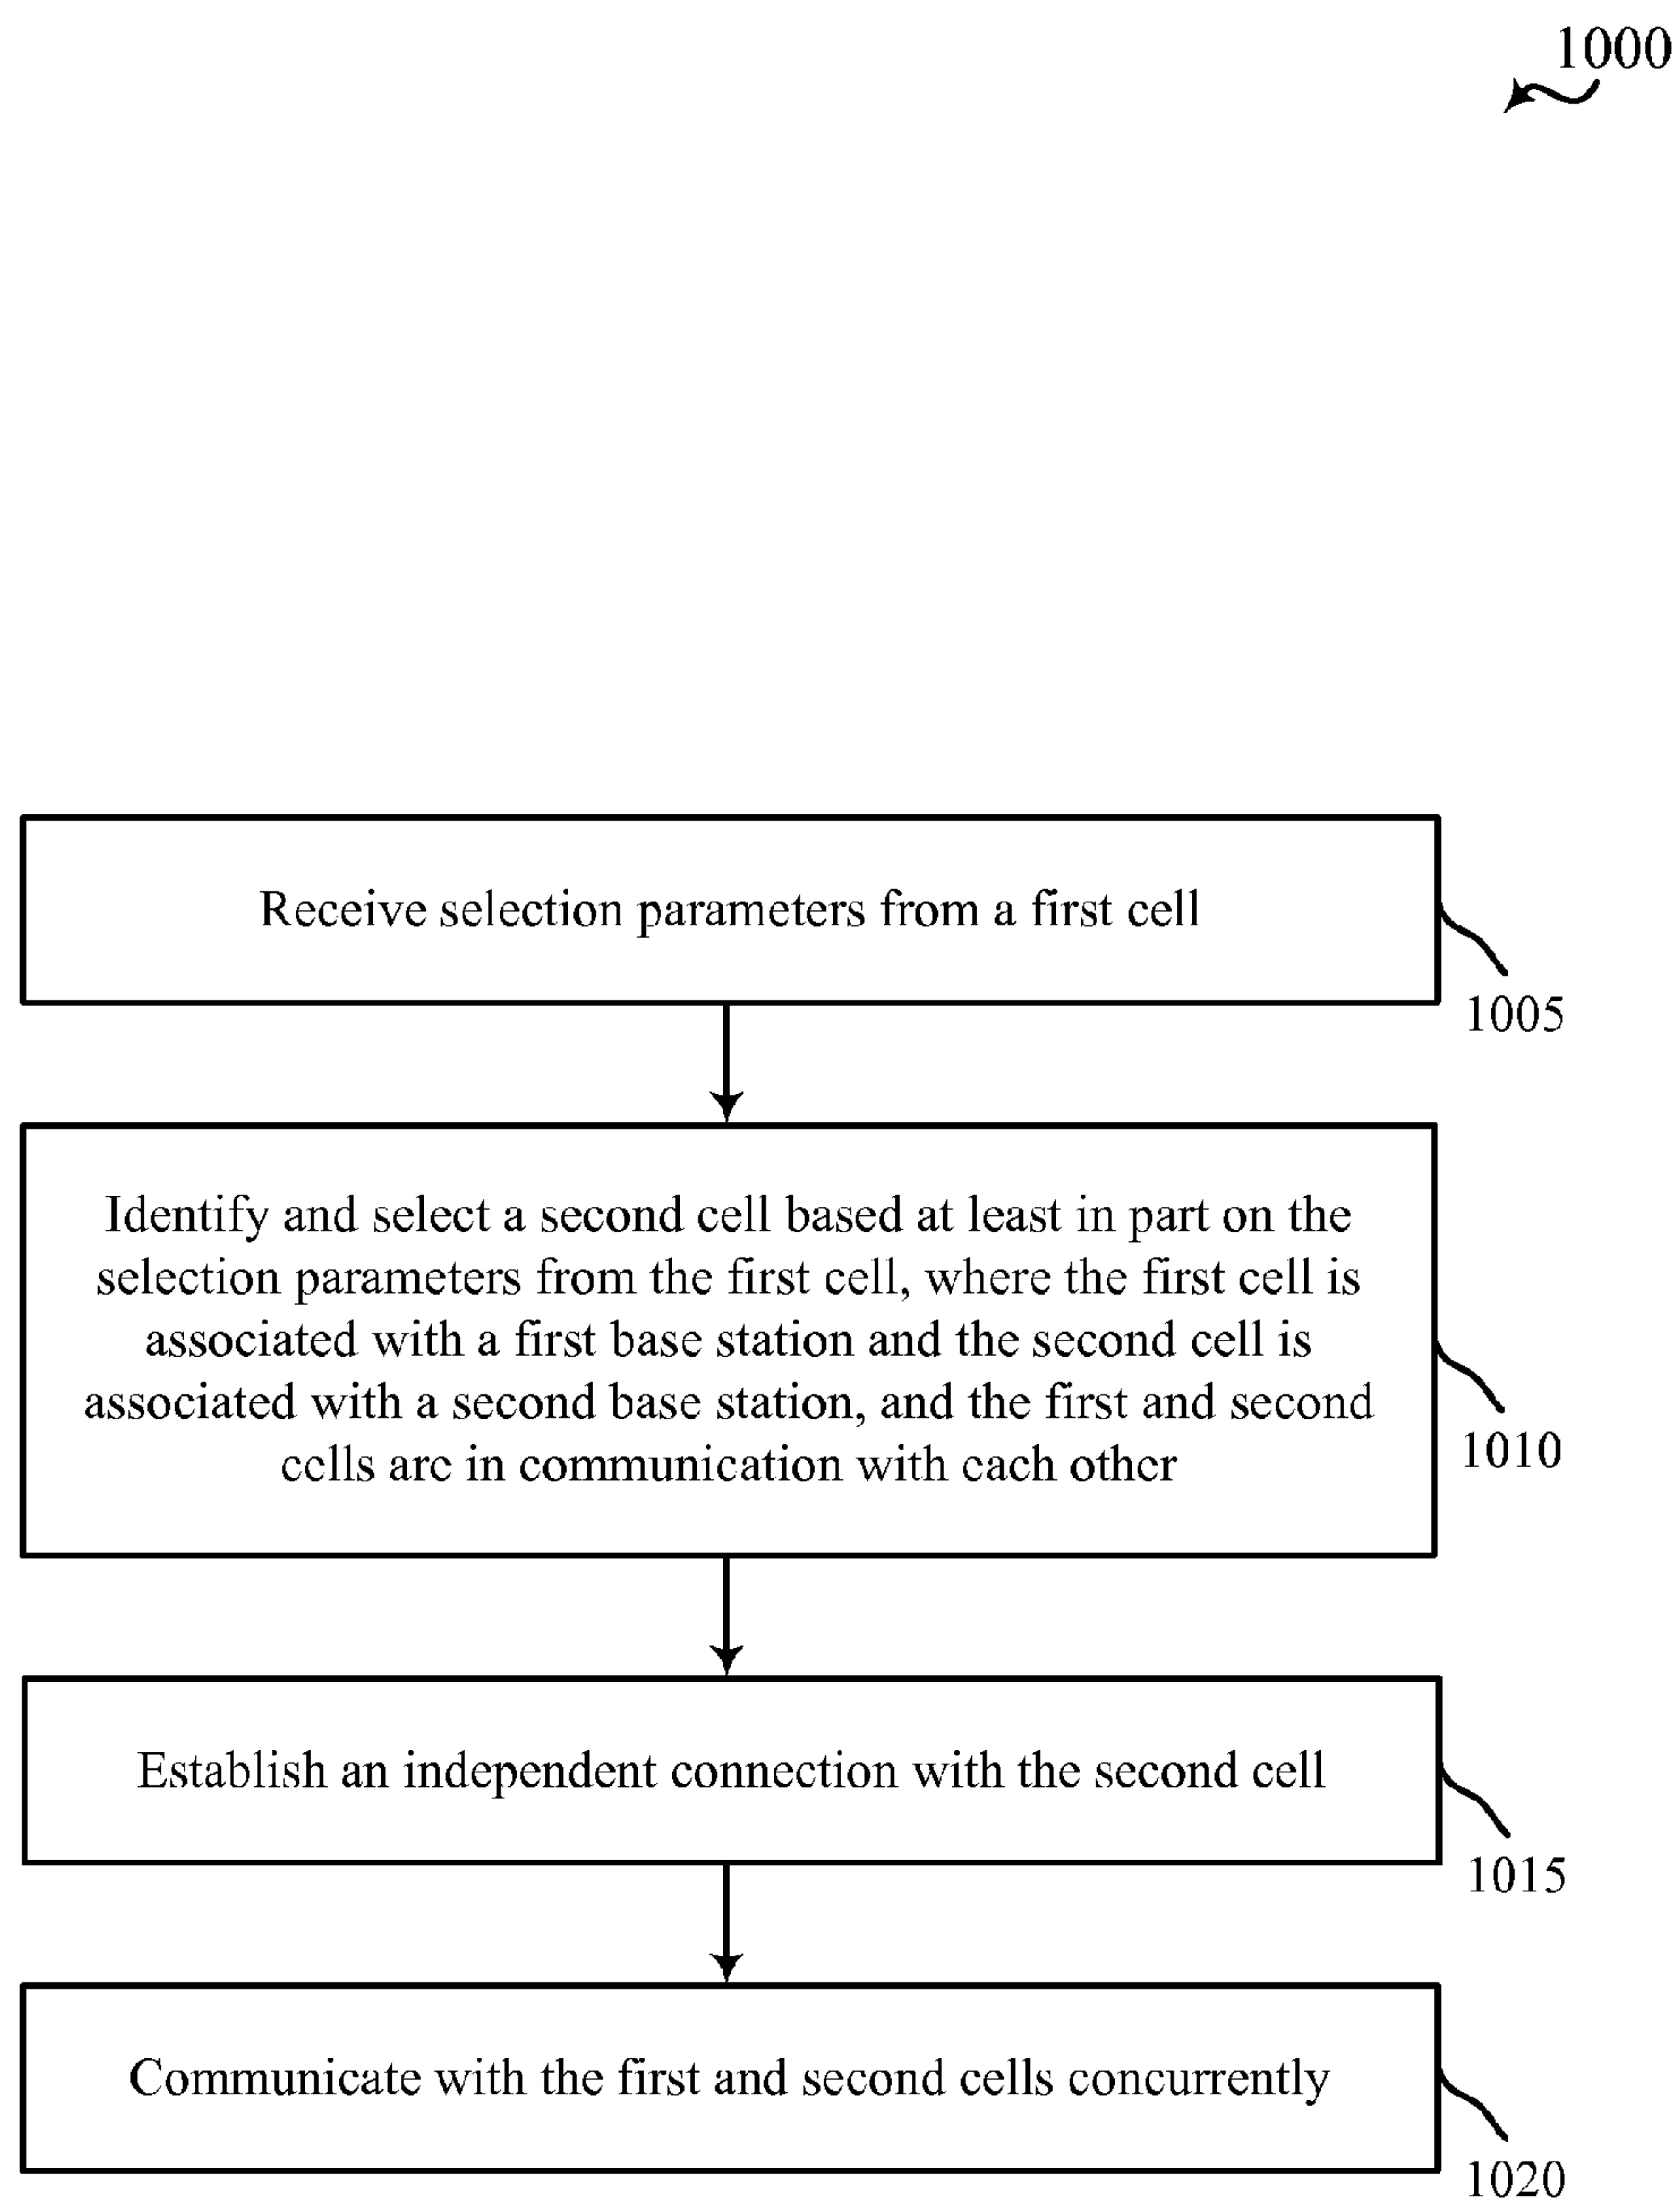 1000
Receive selection parameters from a first cell
1005
Identify and select a second cell based at least in part on the
selection parameters from the first cell, where the first cell is
associated with a first base station and the second cell is
associated with a second base station, and the first and second
cells are in communication with each other
1010
Establish an independent connection with the second cell
1015
Communicate with the first and second cells concurrently
1020